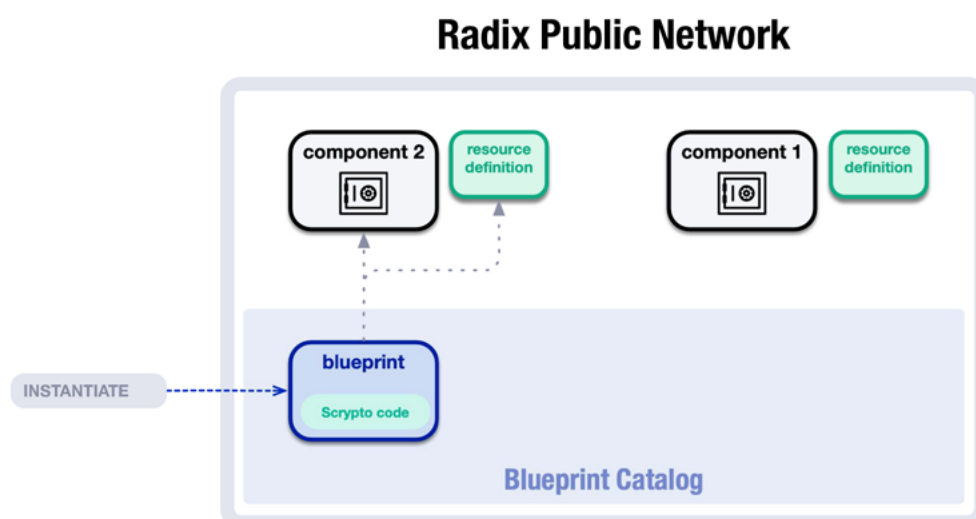 Radix Public Network
component 2
resource
definition
component 1
resource
definition
blueprint
INSTANTIATE
Scrypto code
Blueprint Catalog